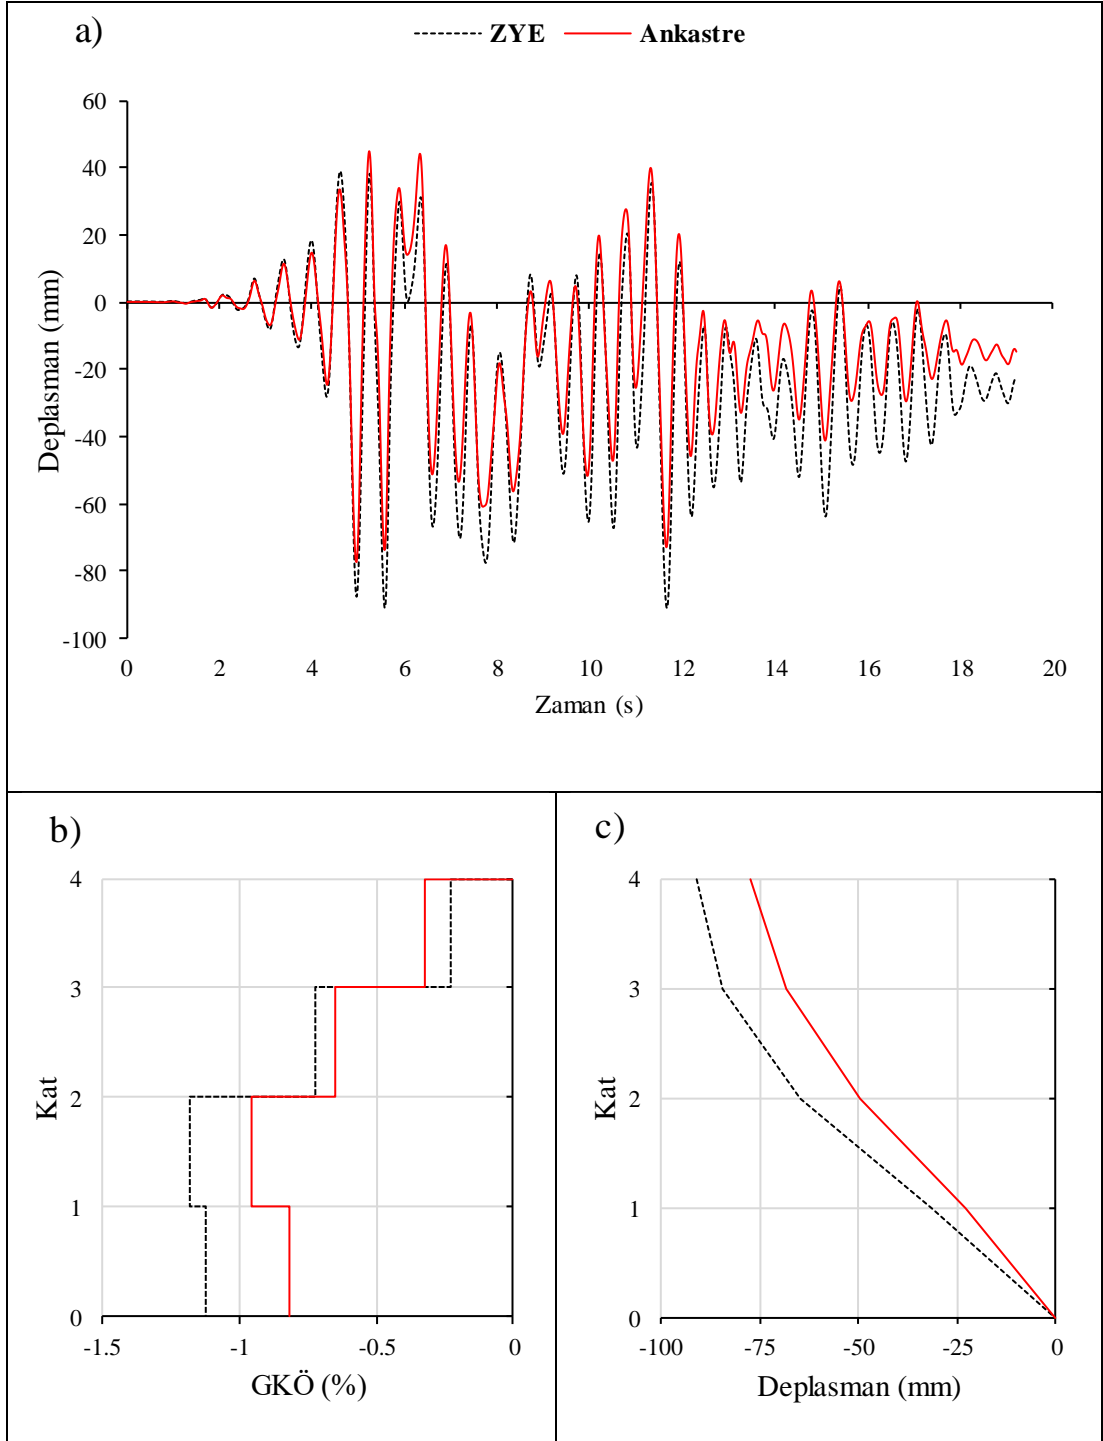 a)
ZYE Ankastre
60
40
20
0
-20
-40
-60
-80
-100
Deplasman (mm)
0 2 4 6 8 10 12 14 16 18 20
Zaman (s)
b)
4
3
2
1
0
Kat
-1.5 -1 -0.5 0
GKÖ (%)
c)
4
3
2
1
0
Kat
-100 -75 -50 -25 0
Deplasman (mm)